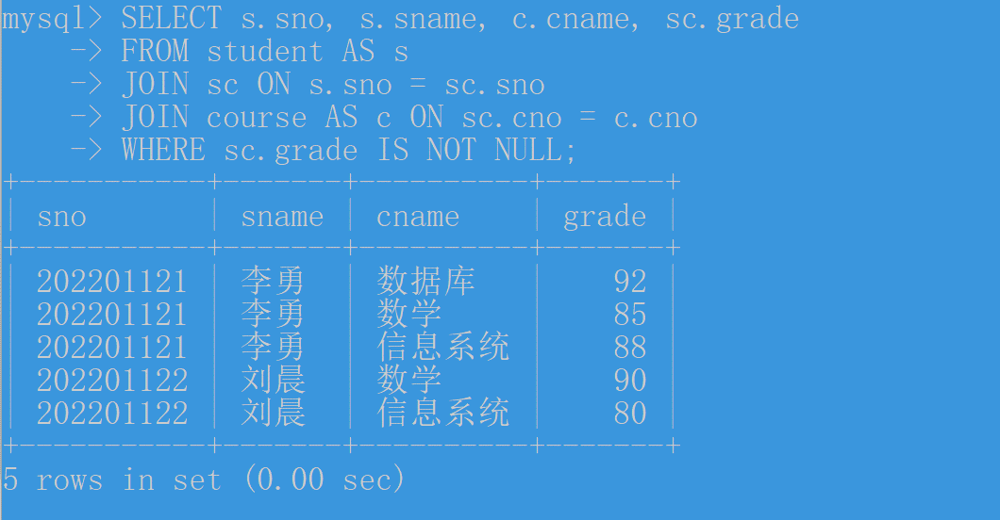 mysql> SELECT s.sno, s.sname, c.cname, sc.grade
    -> FROM student AS s
    -> JOIN sc ON s.sno = sc.sno
    -> JOIN course AS c ON sc.cno = c.cno
    -> WHERE sc.grade IS NOT NULL;
+-----------+-------+----------+-------+
| sno       | sname | cname    | grade |
+-----------+-------+----------+-------+
| 202201121 | 李勇  | 数据库   |    92 |
| 202201121 | 李勇  | 数学     |    85 |
| 202201121 | 李勇  | 信息系统 |    88 |
| 202201122 | 刘晨  | 数学     |    90 |
| 202201122 | 刘晨  | 信息系统 |    80 |
+-----------+-------+----------+-------+
5 rows in set (0.00 sec)